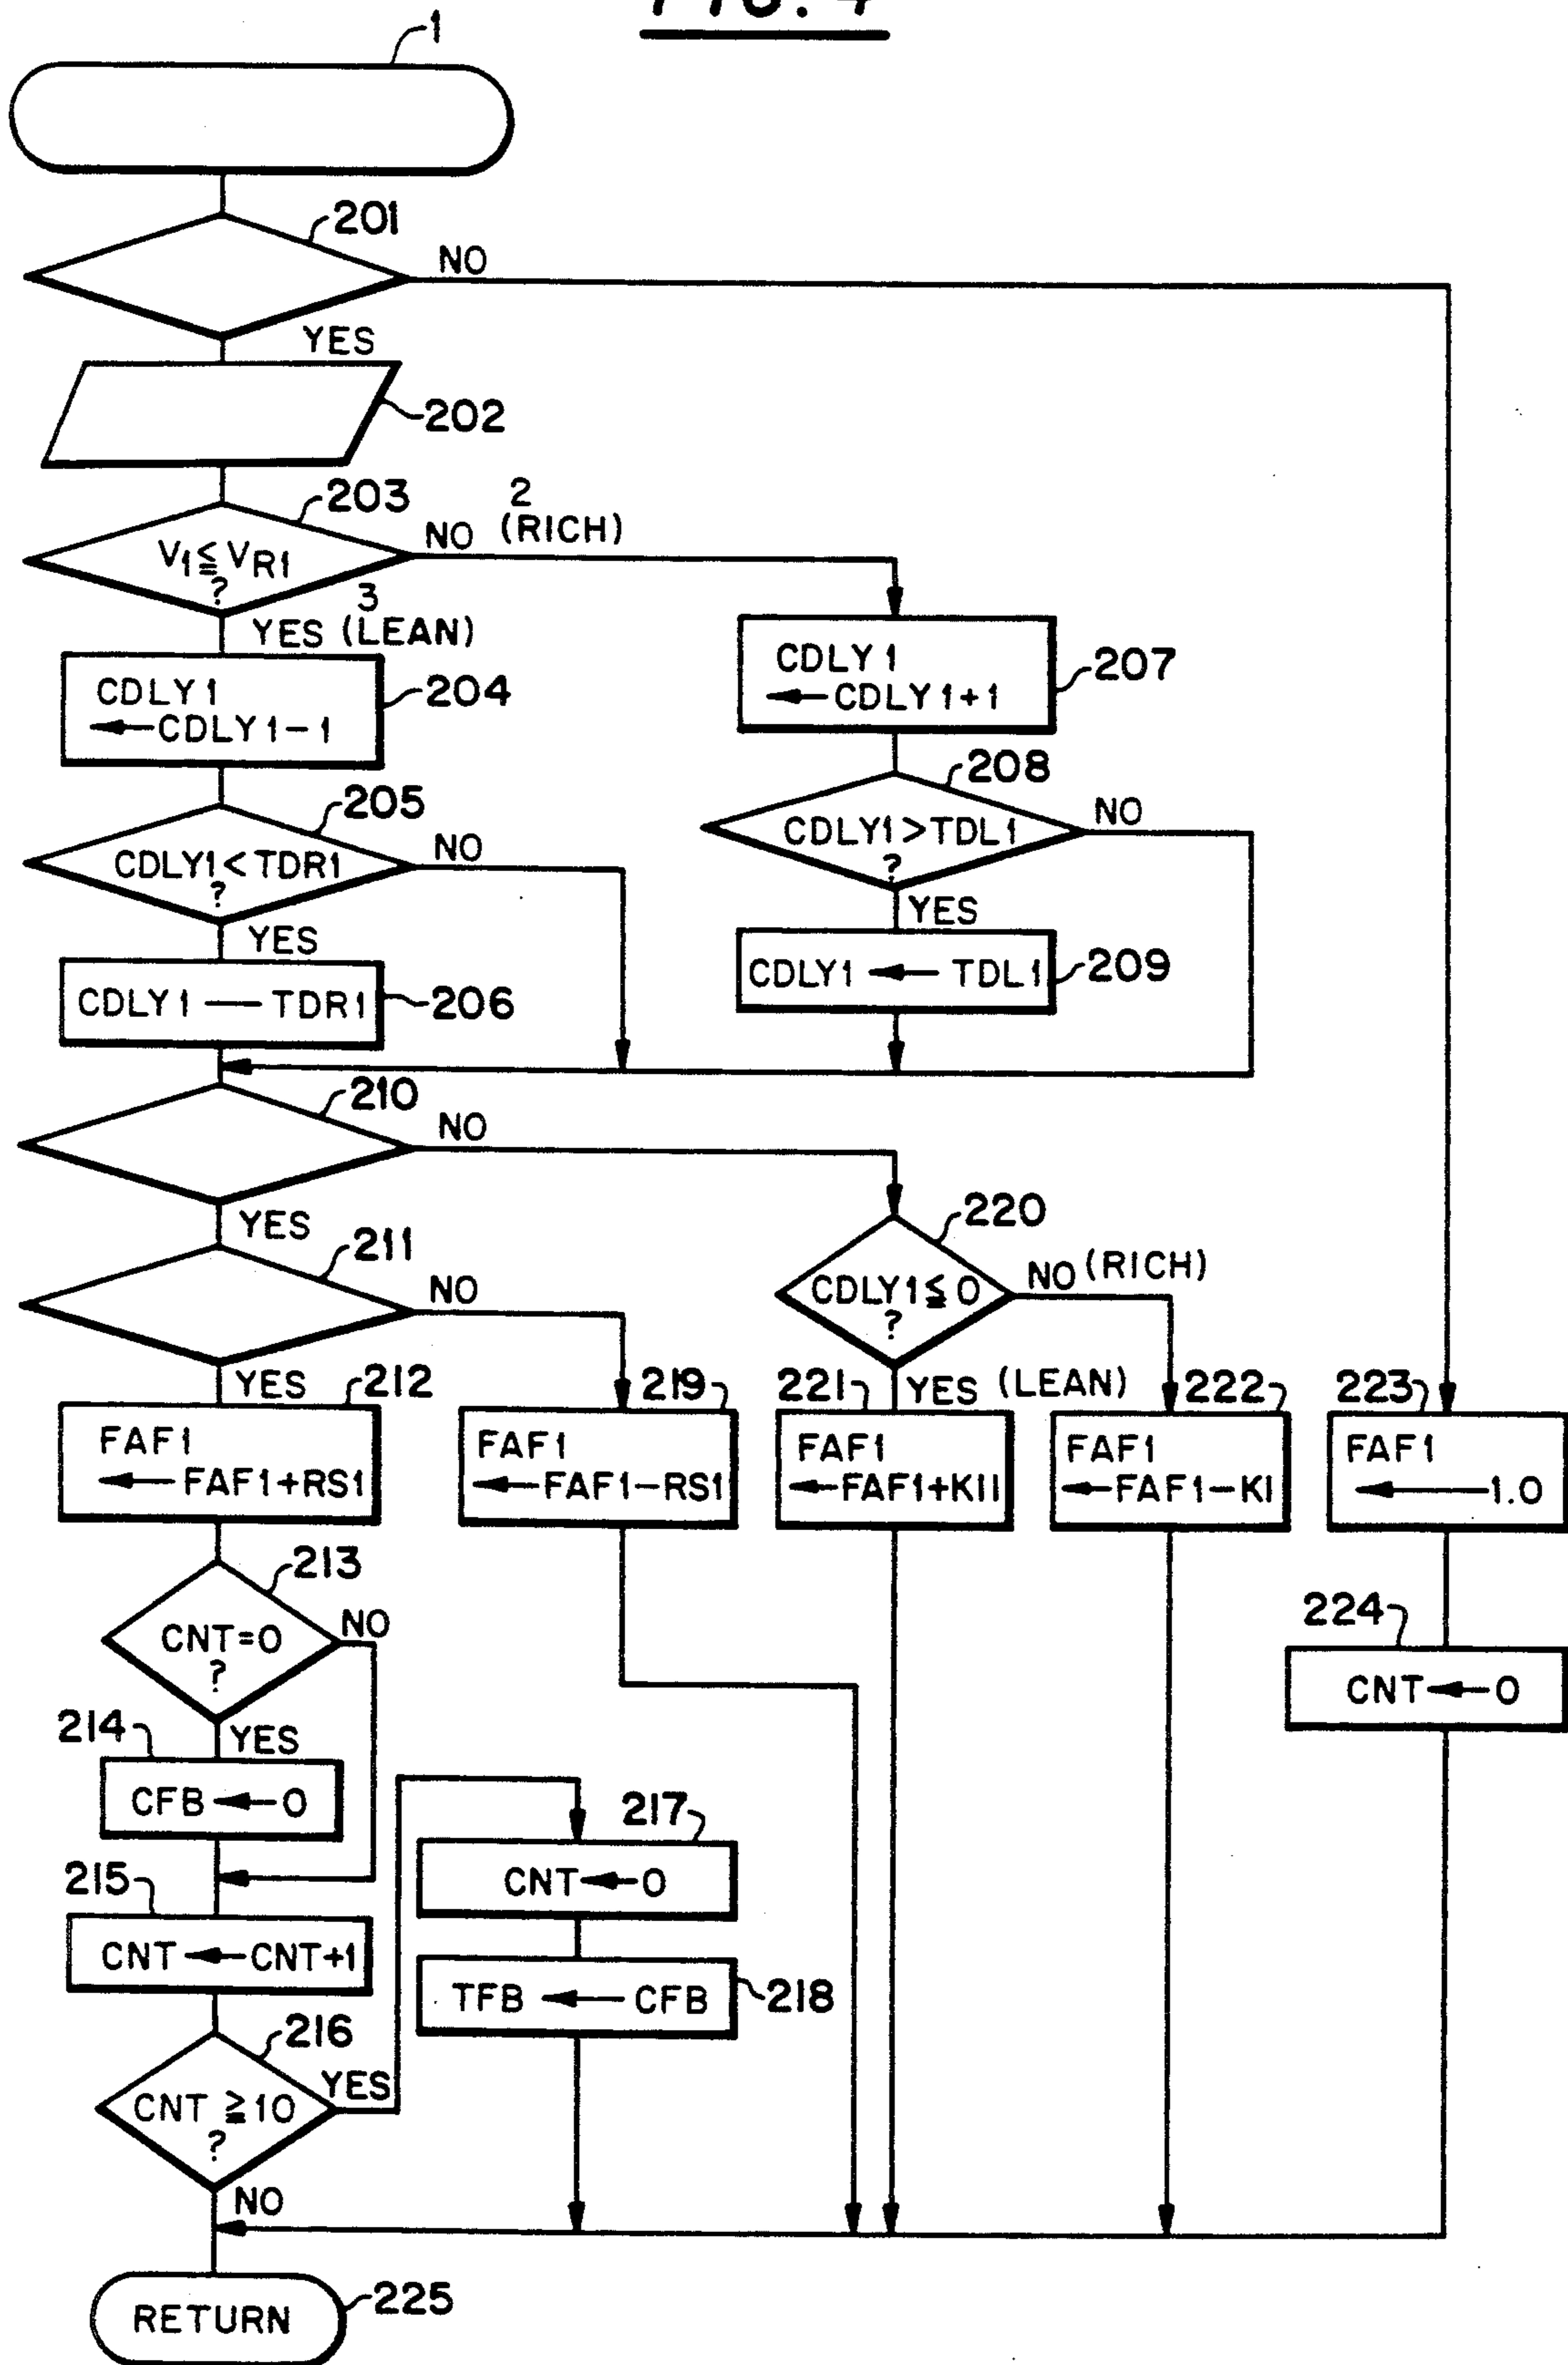 FIG. 4
1
201
NO
YES
202
203
2
NO (RICH)
V1≦VR1
?
3
YES (LEAN)
CDLY1
←CDLY1-1
204
CDLY1
←CDLY1+1
207
205
CDLY1<TDR1
?
NO
208
CDLY1>TDL1
?
NO
YES
YES
CDLY1 — TDR1
206
CDLY1 ← TDL1
209
210
NO
YES
211
NO
220
CDLY1≦0
?
NO (RICH)
YES
212
219
221
YES (LEAN)
222
223
FAF1
←FAF1+RS1
FAF1
←FAF1-RS1
FAF1
←FAF1+KII
FAF1
←FAF1-KI
FAF1
←1.0
213
CNT=0
?
NO
224
CNT←0
214
YES
CFB←0
217
CNT←0
215
CNT←CNT+1
TFB ← CFB
218
216
CNT ≧10
?
YES
NO
RETURN
225